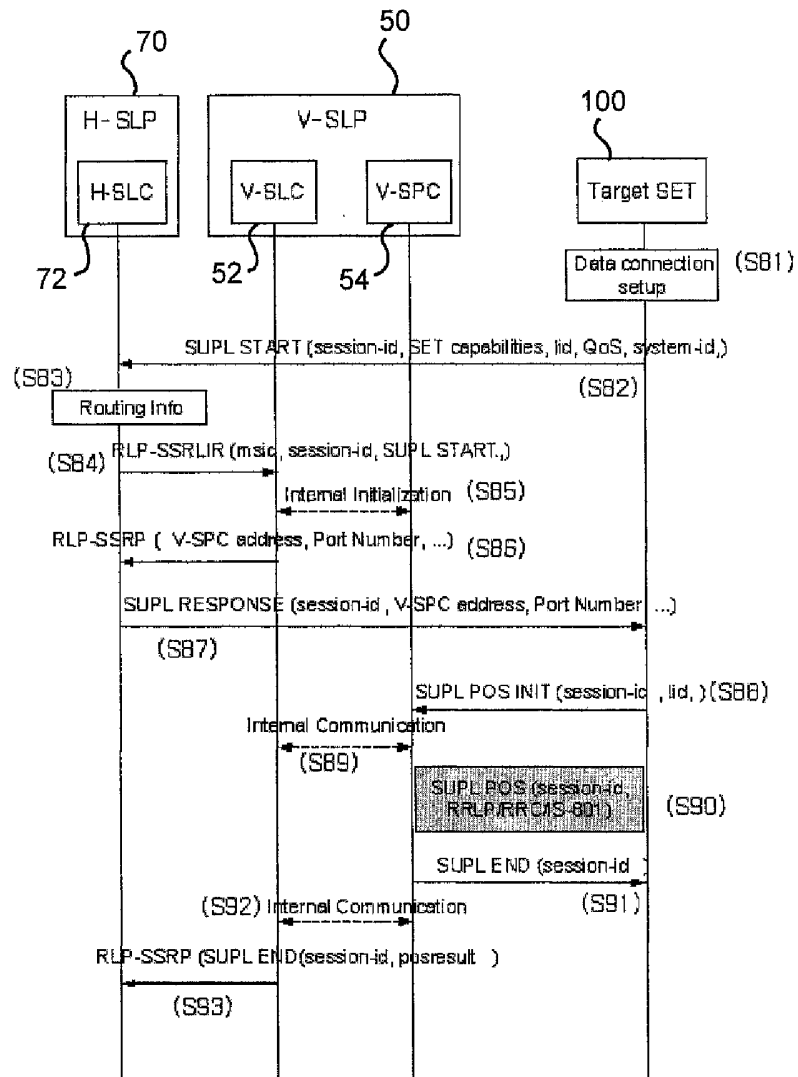 70
50
100
H-SLP
V-SLP
H-SLC
V-SLC
V-SPC
Target SET
72
52
54
Data connection
setup
(S81)
SUPL START (session-id, SET capabilities, lid, QoS, system-id,)
(S82)
(S83)
Routing Info
RLP-SSRLIR (msid, session-id, SUPL START,,)
(S84)
Internal Initialization
(S85)
RLP-SSRP ( V-SPC address, Port Number, ...)
(S86)
SUPL RESPONSE (session-id, V-SPC address, Port Number ...)
(S87)
SUPL POS INIT (session-id , lid, )
(S88)
Internal Communication
(S89)
SUPL POS (session-id,
RRLP/RRC/IS-801)
(S90)
SUPL END (session-id )
(S91)
(S92)
Internal Communication
RLP-SSRP (SUPL END(session-id, posresult )
(S93)